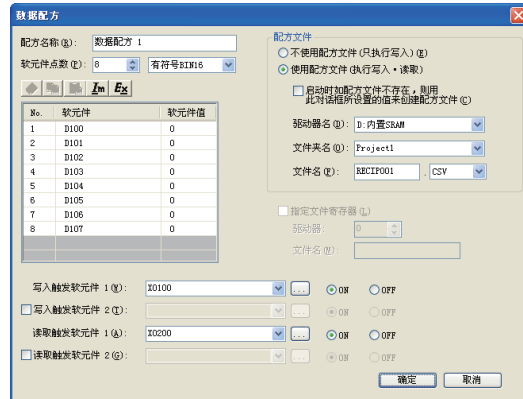 数据配方
配方名称(R): 数据配方 1
软元件点数(P): 8 有符号BIN16
Im Ex
No. 软元件 软元件值
1 D100 0
2 D101 0
3 D102 0
4 D103 0
5 D104 0
6 D105 0
7 D106 0
8 D107 0
配方文件
不使用配方文件(只执行写入)(E)
使用配方文件(执行写入・读取)
启动时如配方文件不存在,则用
此对话框所设置的值来创建配方文件(C)
驱动器名(D): D:内置SRAM
文件夹名(O): Project1
文件名(F): RECIP001 . CSV
指定文件寄存器(L)
驱动器: 0
文件名(M):
写入触发软元件 1(W): X0100 ... ON OFF
写入触发软元件 2(T): ... ON OFF
读取触发软元件 1(A): X0200 ... ON OFF
读取触发软元件 2(G): ... ON OFF
确定 取消